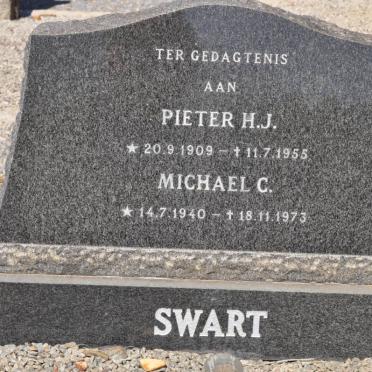 TER GEDAGTENIS
AAN
PIETER H.J.
★ 20.9.1909 – ✝ 11.7.1955
MICHAEL C.
★ 14.7.1940 – ✝ 18.11.1973
SWART